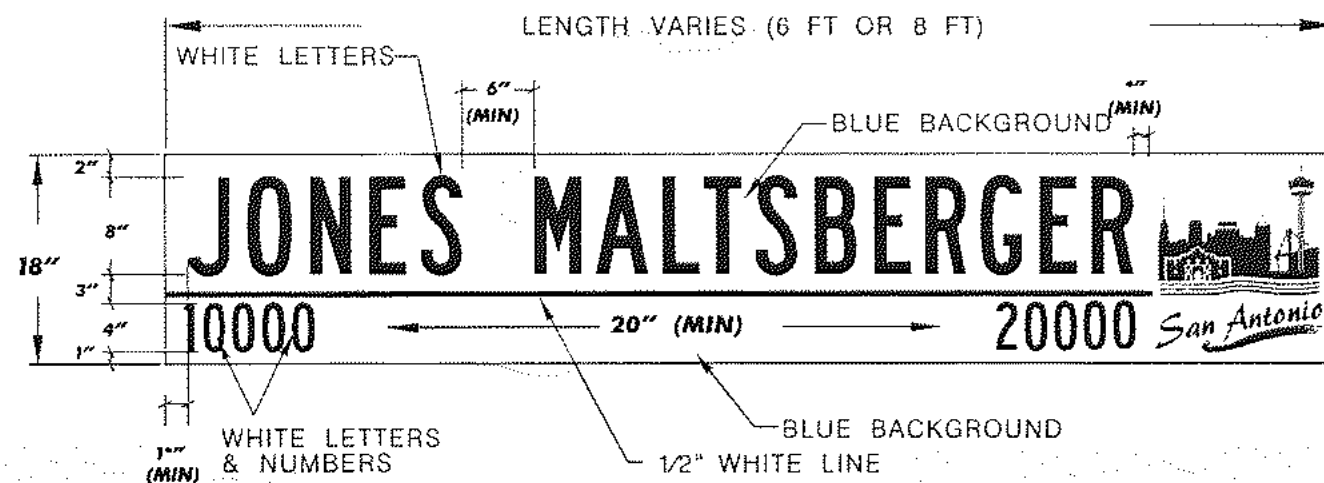 LENGTH VARIES (6 FT OR 8 FT)
WHITE LETTERS
6"
(MIN)
(MIN)
BLUE BACKGROUND
2"
JONES MALTSBERGER
8"
18"
3"
10000
20" (MIN)
20000
San Antonio
4"
1"
WHITE LETTERS
& NUMBERS
BLUE BACKGROUND
1/2" WHITE LINE
(MIN)